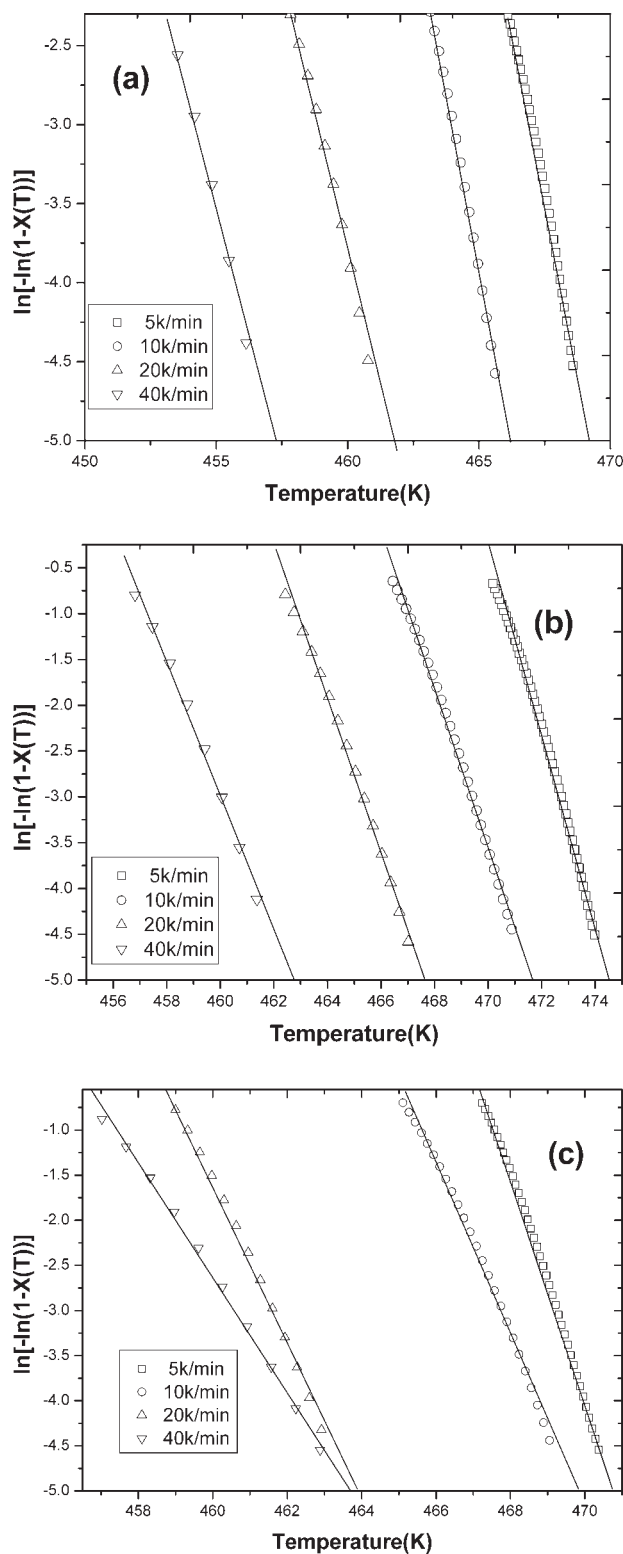 (a)
ln[-ln(1-X(T))]
-2.5
-3.0
-3.5
-4.0
-4.5
-5.0
5k/min
10k/min
20k/min
40k/min
450 455 460 465 470
Temperature(K)
(b)
ln[-ln(1-X(T))]
-0.5
-1.0
-1.5
-2.0
-2.5
-3.0
-3.5
-4.0
-4.5
-5.0
5k/min
10k/min
20k/min
40k/min
456 458 460 462 464 466 468 470 472 474
Temperature(K)
(c)
ln[-ln(1-X(T))]
-1.0
-1.5
-2.0
-2.5
-3.0
-3.5
-4.0
-4.5
-5.0
5k/min
10k/min
20k/min
40k/min
458 460 462 464 466 468 470
Temperature(K)